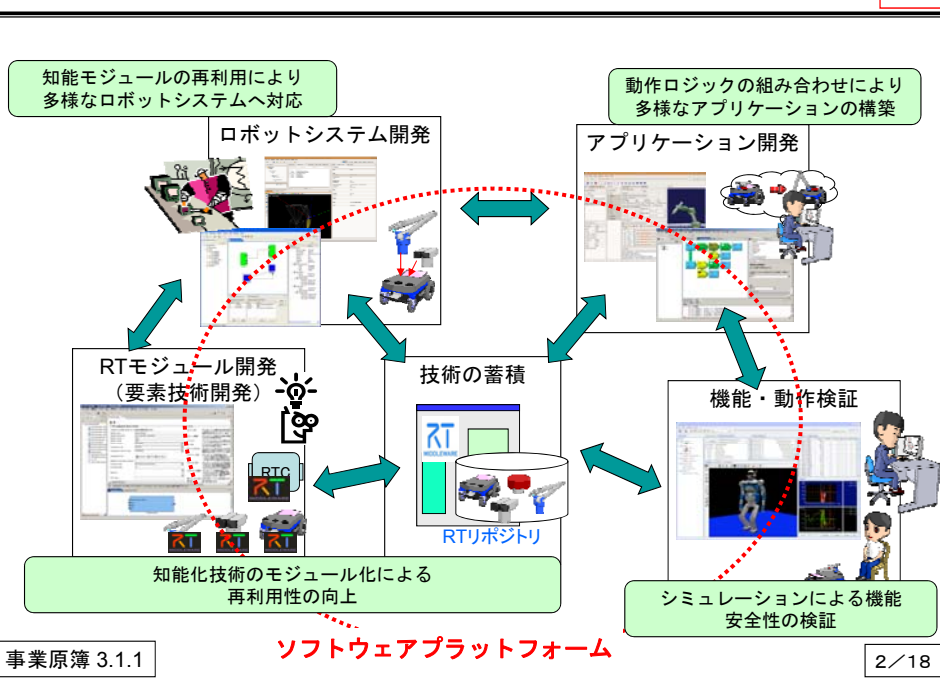 知能モジュールの再利用により
多様なロボットシステムへ対応
動作ロジックの組み合わせにより
多様なアプリケーションの構築
ロボットシステム開発
アプリケーション開発
RTモジュール開発
（要素技術開発）
技術の蓄積
機能・動作検証
RT
MIDDLEWARE
RTC
RT
RT
RT
RT
RTリポジトリ
知能化技術のモジュール化による
再利用性の向上
シミュレーションによる機能
安全性の検証
ソフトウェアプラットフォーム
事業原簿 3.1.1
2／18